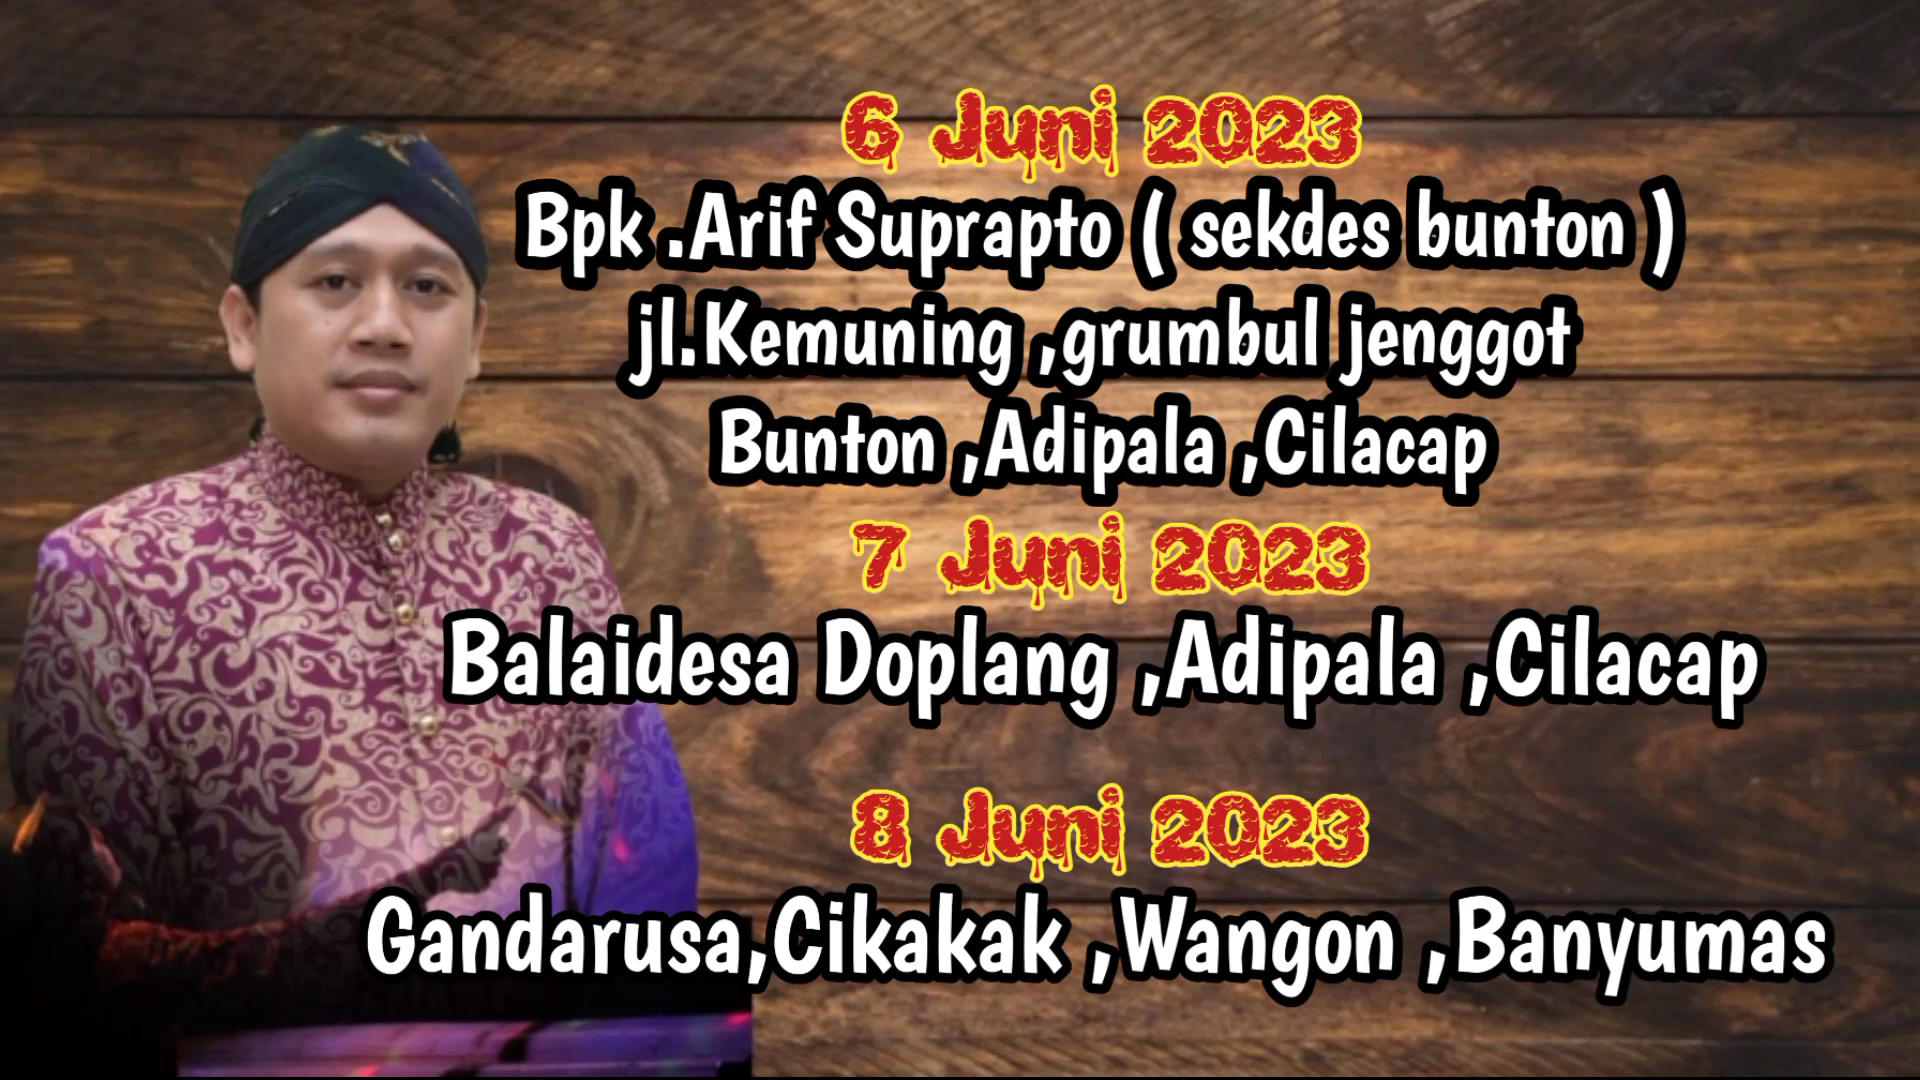 6 Juni 2023
Bpk .Arif Suprapto ( sekdes bunton )
jl.Kemuning ,grumbul jenggot
Bunton ,Adipala ,Cilacap
7 Juni 2023
Balaidesa Doplang ,Adipala ,Cilacap
8 Juni 2023
Gandarusa,Cikakak ,Wangon ,Banyumas